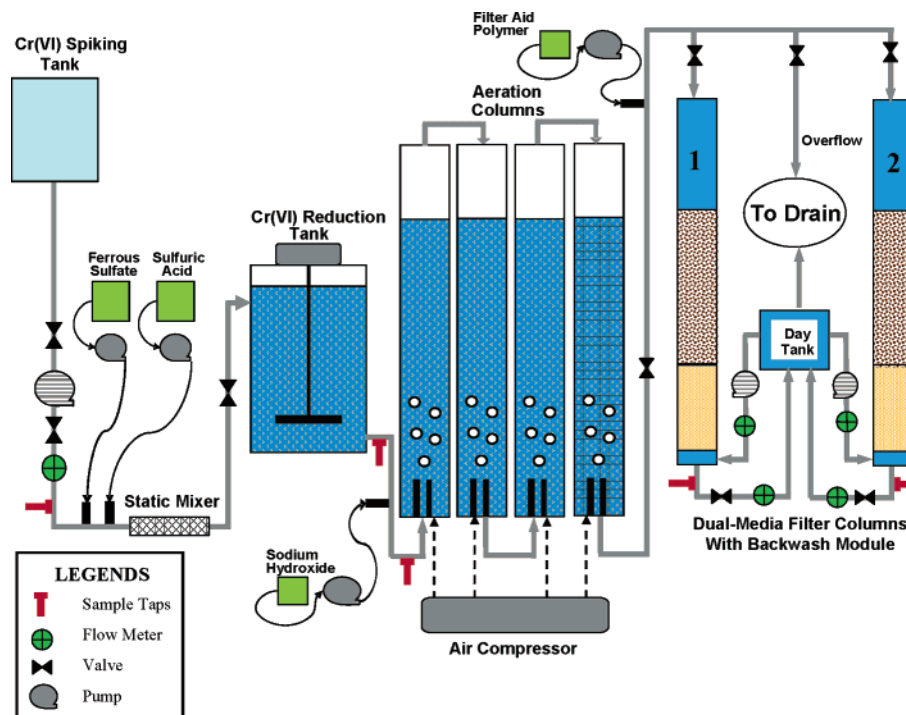 Cr(VI) Spiking
Tank
Filter Aid
Polymer
Aeration
Columns
1
2
Overflow
To Drain
Cr(VI) Reduction
Tank
Ferrous
Sulfate
Sulfuric
Acid
Day
Tank
Static Mixer
Dual-Media Filter Columns
With Backwash Module
Sodium
Hydroxide
Air Compressor
LEGENDS
Sample Taps
Flow Meter
Valve
Pump